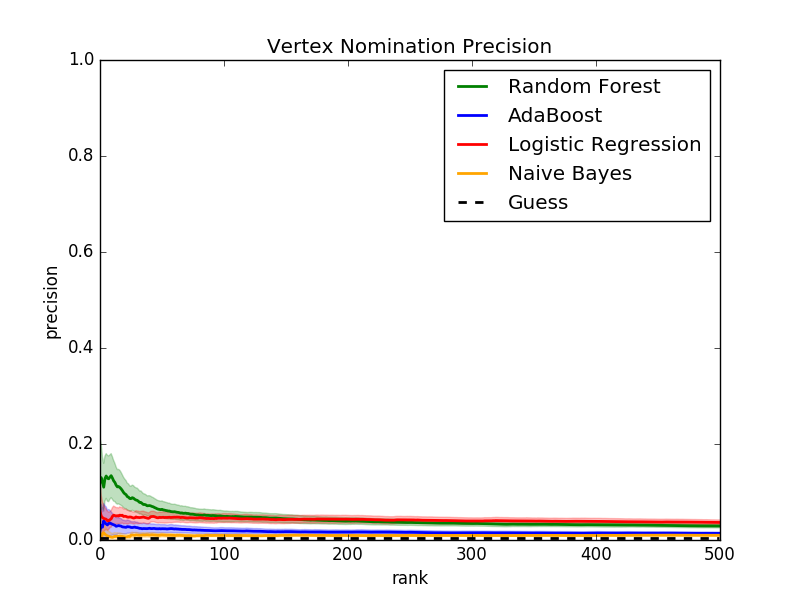 Vertex Nomination Precision
1.0
0.8
0.6
0.4
0.2
0.0
precision
Random Forest
AdaBoost
Logistic Regression
Naive Bayes
Guess
0 100 200 300 400 500
rank